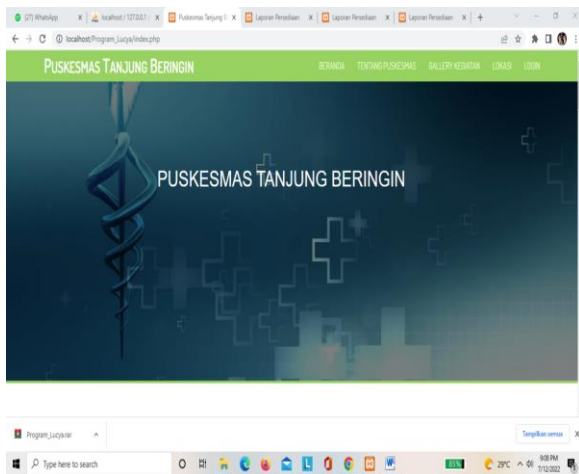 (27) WhatsApp
localhost / 127.0.0.1 /
Puskesmas Tanjung B
Laporan Persediaan
Laporan Persediaan
Laporan Persediaan
localhost/Program_Lucya/index.php
PUSKESMAS TANJUNG BERINGIN
BERANDA TENTANG PUSKESMAS GALLERY KEGIATAN LOKASI LOGIN
PUSKESMAS TANJUNG BERINGIN
Program_Lucya.rar
Tampilkan semua
Type here to search
85%
29°C
9:08 PM
7/12/2022